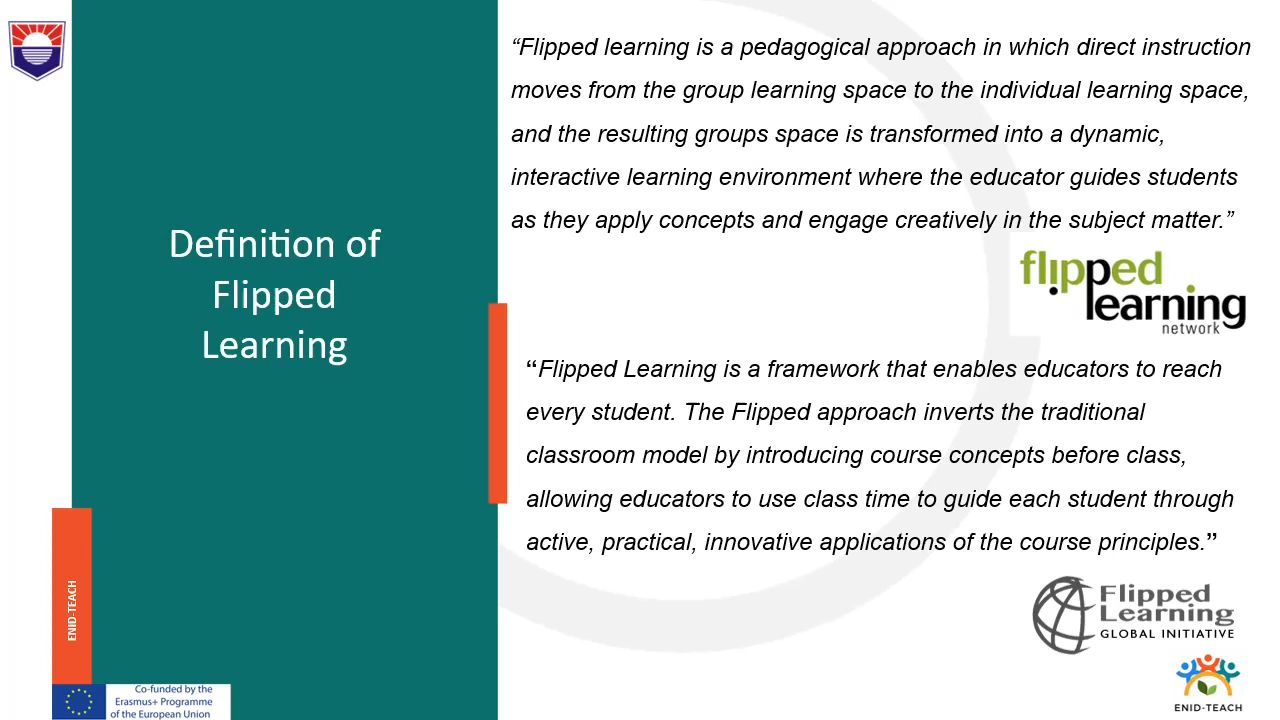 Definition of
Flipped
Learning
“Flipped learning is a pedagogical approach in which direct instruction
moves from the group learning space to the individual learning space,
and the resulting groups space is transformed into a dynamic,
interactive learning environment where the educator guides students
as they apply concepts and engage creatively in the subject matter.”
flipped
learning
network
“Flipped Learning is a framework that enables educators to reach
every student. The Flipped approach inverts the traditional
classroom model by introducing course concepts before class,
allowing educators to use class time to guide each student through
active, practical, innovative applications of the course principles.”
Flipped
Learning
GLOBAL INITIATIVE
ENID-TEACH
ENID-TEACH
Co-funded by the
Erasmus+ Programme
of the European Union